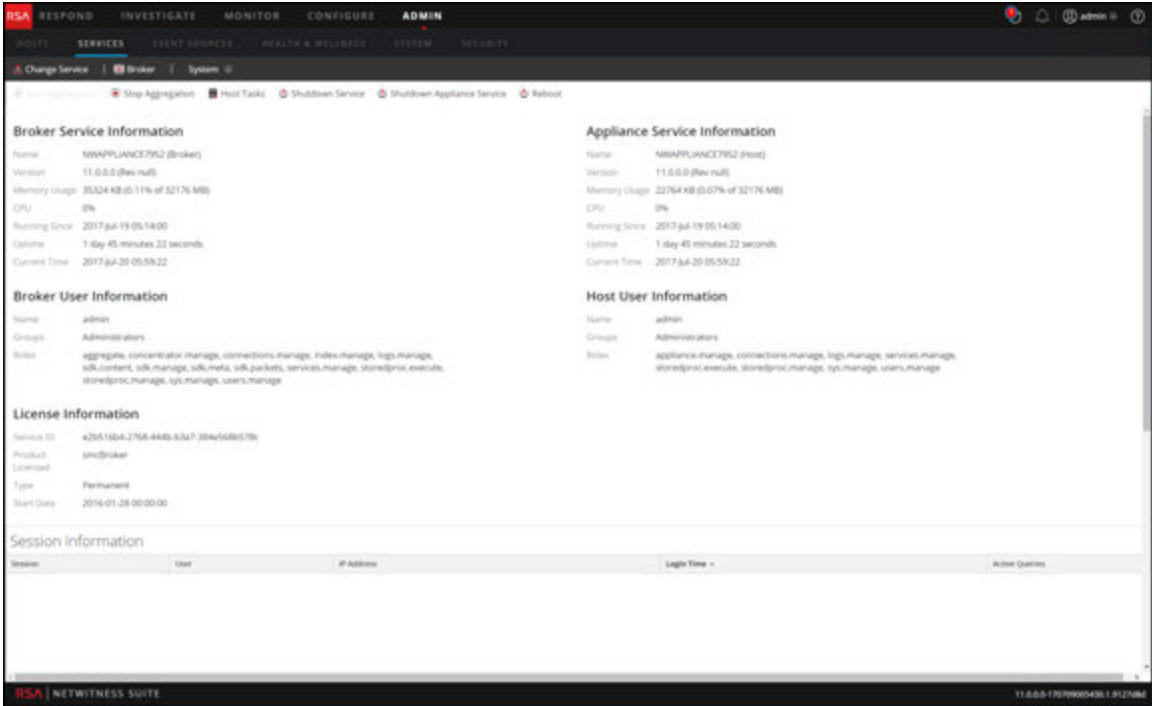 RSA RESPOND INVESTIGATE MONITOR CONFIGURE ADMIN admin
HOSTS SERVICES EVENT SOURCES HEALTH & WELLNESS SYSTEM SECURITY
Change Service | Broker | System
Stop Aggregation Host Tasks Shutdown Service Shutdown Appliance Service Reboot
Broker Service Information
Name NWAPPLIANCE7952 (Broker)
Version 11.0.0.0 (Rev null)
Memory Usage 35324 KB (0.11% of 32176 MB)
CPU 0%
Running Since 2017-Jul-19 05:14:00
Uptime 1 day 45 minutes 22 seconds
Current Time 2017-Jul-20 05:59:22
Appliance Service Information
Name NWAPPLIANCE7952 (Host)
Version 11.0.0.0 (Rev null)
Memory Usage 22764 KB (0.07% of 32176 MB)
CPU 0%
Running Since 2017-Jul-19 05:14:00
Uptime 1 day 45 minutes 22 seconds
Current Time 2017-Jul-20 05:59:22
Broker User Information
Name admin
Groups Administrators
Roles aggregate, concentrator.manage, connections.manage, index.manage, logs.manage,
sdk.content, sdk.manage, sdk.meta, sdk.packets, services.manage, storedproc.execute,
storedproc.manage, sys.manage, users.manage
Host User Information
Name admin
Groups Administrators
Roles appliance.manage, connections.manage, logs.manage, services.manage,
storedproc.execute, storedproc.manage, sys.manage, users.manage
License Information
Service ID
Product smcBroker
Licensed
Type Permanent
Start Date 2016-01-28 00:00:00
Session Information
Session User IP Address Login Time Active Queries
RSA | NETWITNESS SUITE